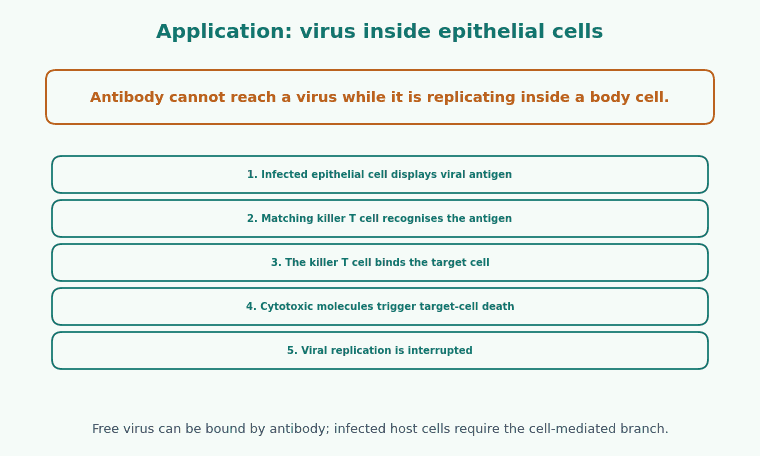 Application: virus inside epithelial cells
Antibody cannot reach a virus while it is replicating inside a body cell.
1. Infected epithelial cell displays viral antigen
2. Matching killer T cell recognises the antigen
3. The killer T cell binds the target cell
4. Cytotoxic molecules trigger target-cell death
5. Viral replication is interrupted
Free virus can be bound by antibody; infected host cells require the cell-mediated branch.